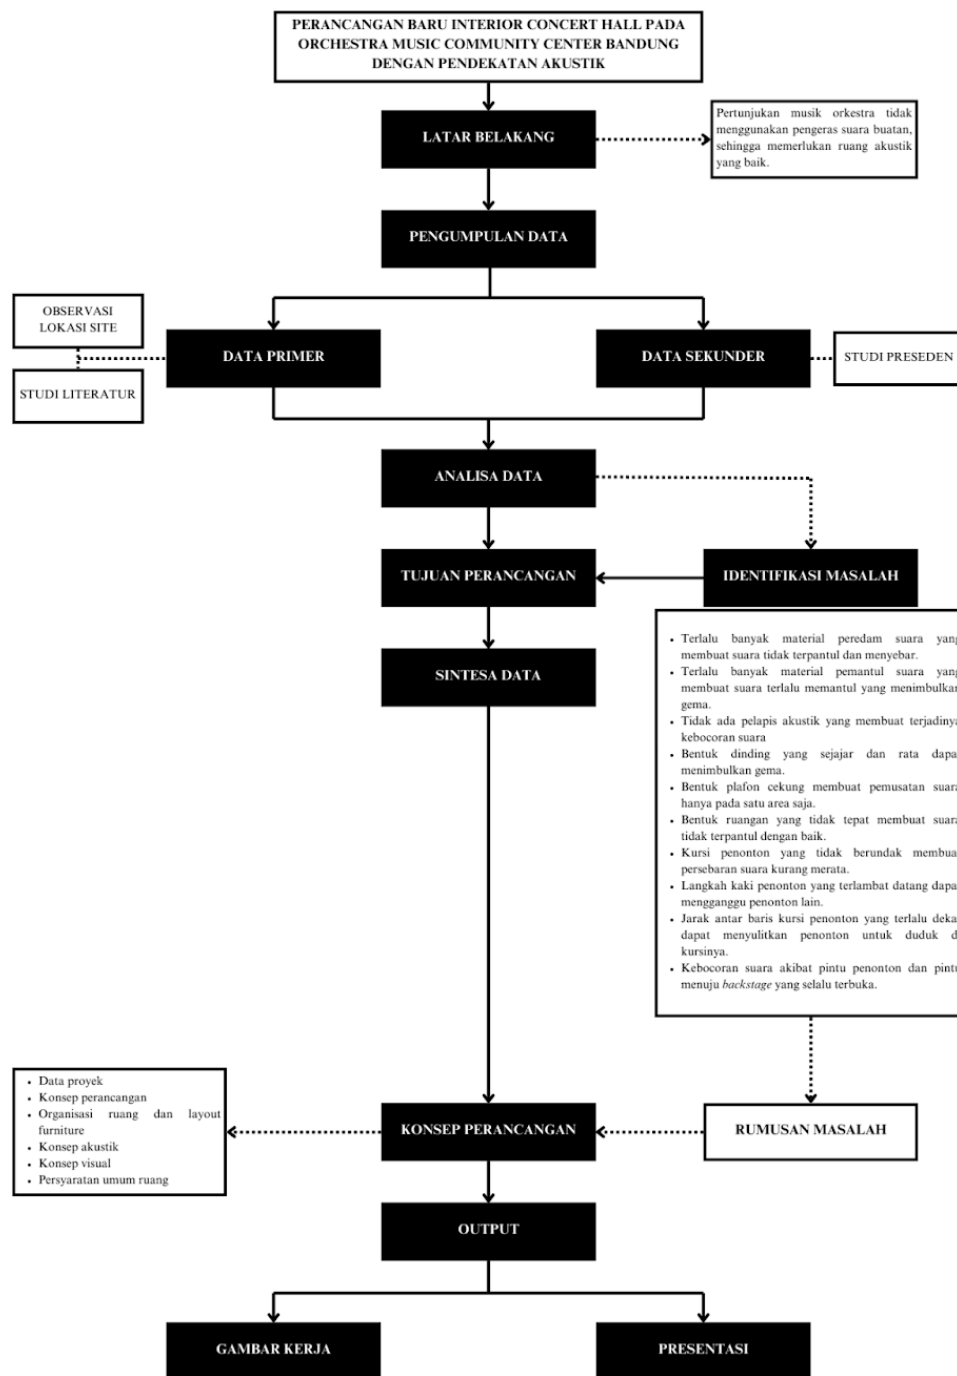 PERANCANGAN BARU INTERIOR CONCERT HALL PADA
ORCHESTRA MUSIC COMMUNITY CENTER BANDUNG
DENGAN PENDEKATAN AKUSTIK
LATAR BELAKANG
Pertunjukan musik orkestra tidak
menggunakan pengeras suara buatan,
sehingga memerlukan ruang akustik
yang baik.
PENGUMPULAN DATA
OBSERVASI
LOKASI SITE
STUDI LITERATUR
DATA PRIMER
DATA SEKUNDER
STUDI PRESEDEN
ANALISA DATA
TUJUAN PERANCANGAN
IDENTIFIKASI MASALAH
SINTESA DATA
• Terlalu banyak material peredam suara yang
membuat suara tidak terpantul dan menyebar.
• Terlalu banyak material pemantul suara yang
membuat suara terlalu memantul yang menimbulkan
gema.
• Tidak ada pelapis akustik yang membuat terjadinya
kebocoran suara
• Bentuk dinding yang sejajar dan rata dapa
menimbulkan gema.
• Bentuk plafon cekung membuat pemusatan suara
hanya pada satu area saja.
• Bentuk ruangan yang tidak tepat membuat suara
tidak terpantul dengan baik.
• Kursi penonton yang tidak berundak membua
persebaran suara kurang merata.
• Langkah kaki penonton yang terlambat datang dapa
mengganggu penonton lain.
• Jarak antar baris kursi penonton yang terlalu deka
dapat menyulitkan penonton untuk duduk d
kursinya.
• Kebocoran suara akibat pintu penonton dan pintu
menuju backstage yang selalu terbuka.
• Data proyek
• Konsep perancangan
• Organisasi ruang dan layout
furniture
• Konsep akustik
• Konsep visual
• Persyaratan umum ruang
KONSEP PERANCANGAN
RUMUSAN MASALAH
OUTPUT
GAMBAR KERJA
PRESENTASI